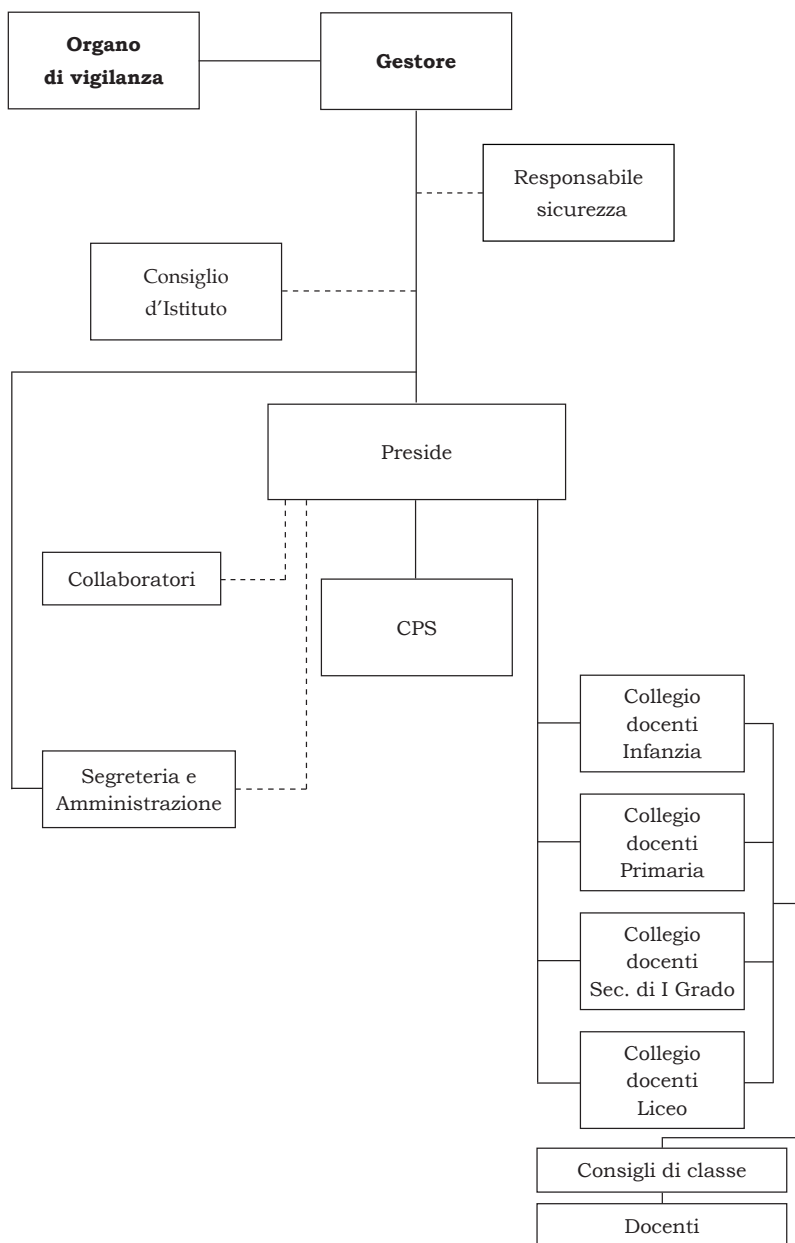 Organo
di vigilanza
Gestore
Responsabile
sicurezza
Consiglio
d'Istituto
Preside
Collaboratori
CPS
Collegio
docenti
Infanzia
Segreteria e
Amministrazione
Collegio
docenti
Primaria
Collegio
docenti
Sec. di I Grado
Collegio
docenti
Liceo
Consigli di classe
Docenti